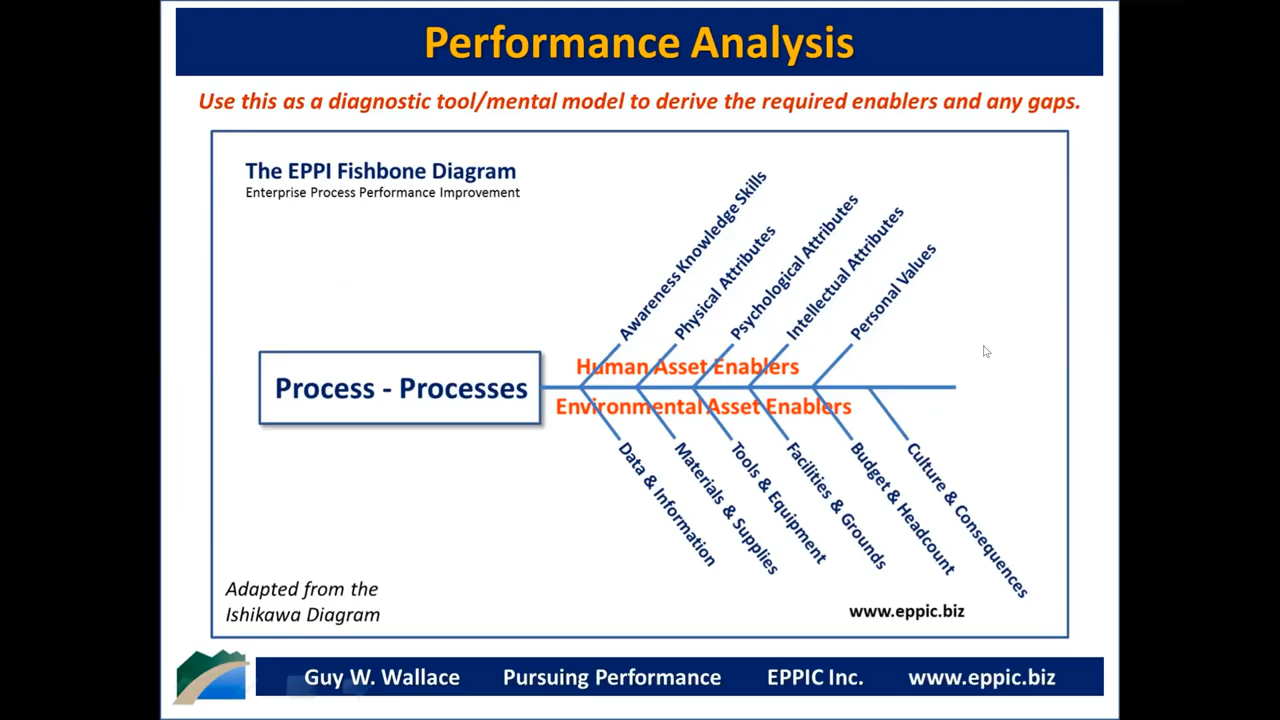 Performance Analysis
Use this as a diagnostic tool/mental model to derive the required enablers and any gaps.
The EPPI Fishbone Diagram
Enterprise Process Performance Improvement
Awareness Knowledge Skills
Physical Attributes
Psychological Attributes
Intellectual Attributes
Personal Values
Human Asset Enablers
Process - Processes
Environmental Asset Enablers
Data & Information
Materials & Supplies
Tools & Equipment
Facilities & Grounds
Budget & Headcount
Culture & Consequences
Adapted from the
Ishikawa Diagram
www.eppic.biz
Guy W. Wallace Pursuing Performance EPPIC Inc. www.eppic.biz